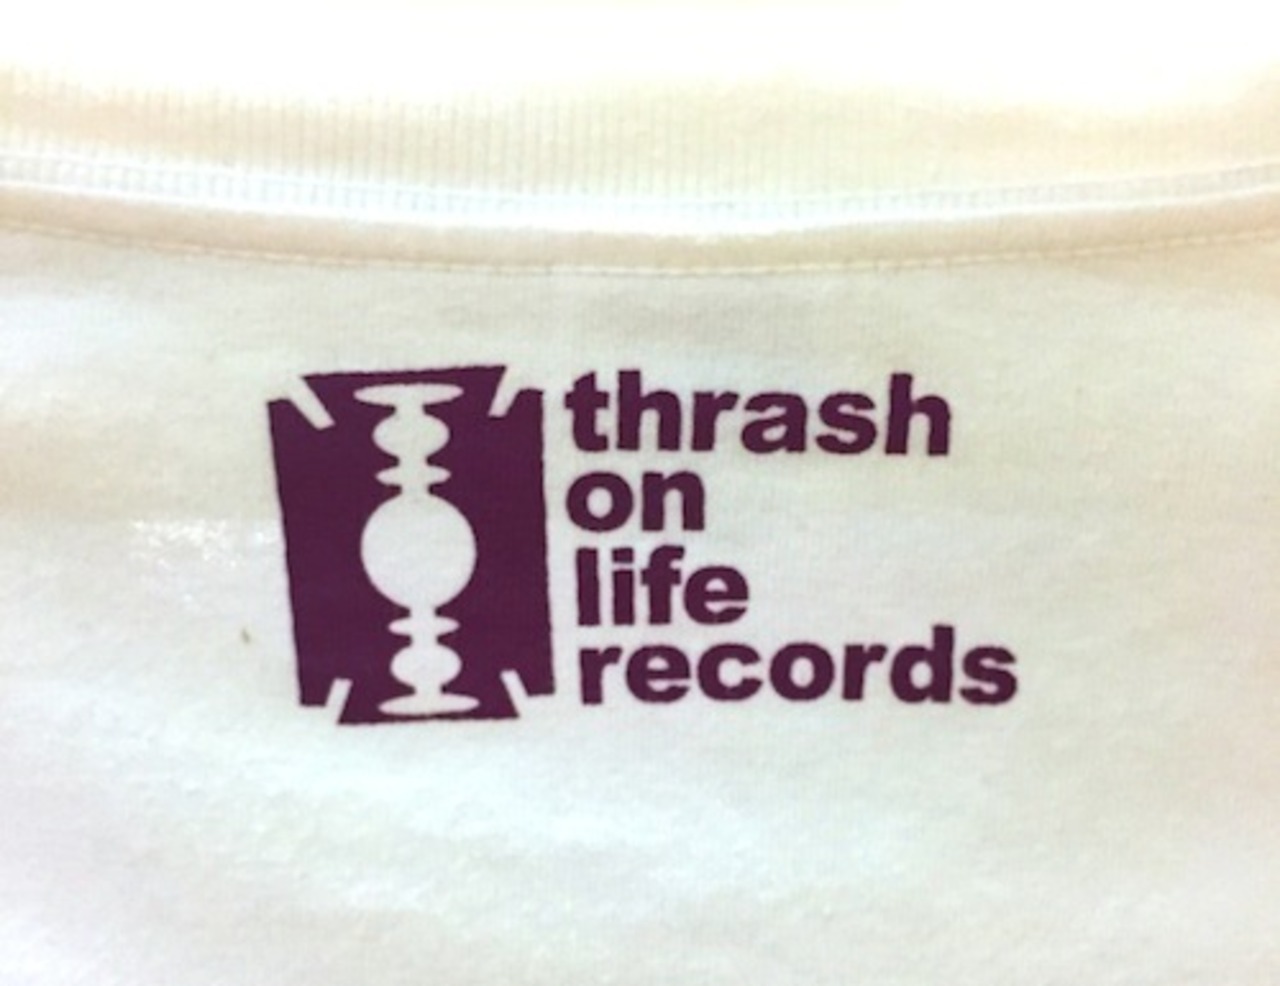 thrash
on
life
records